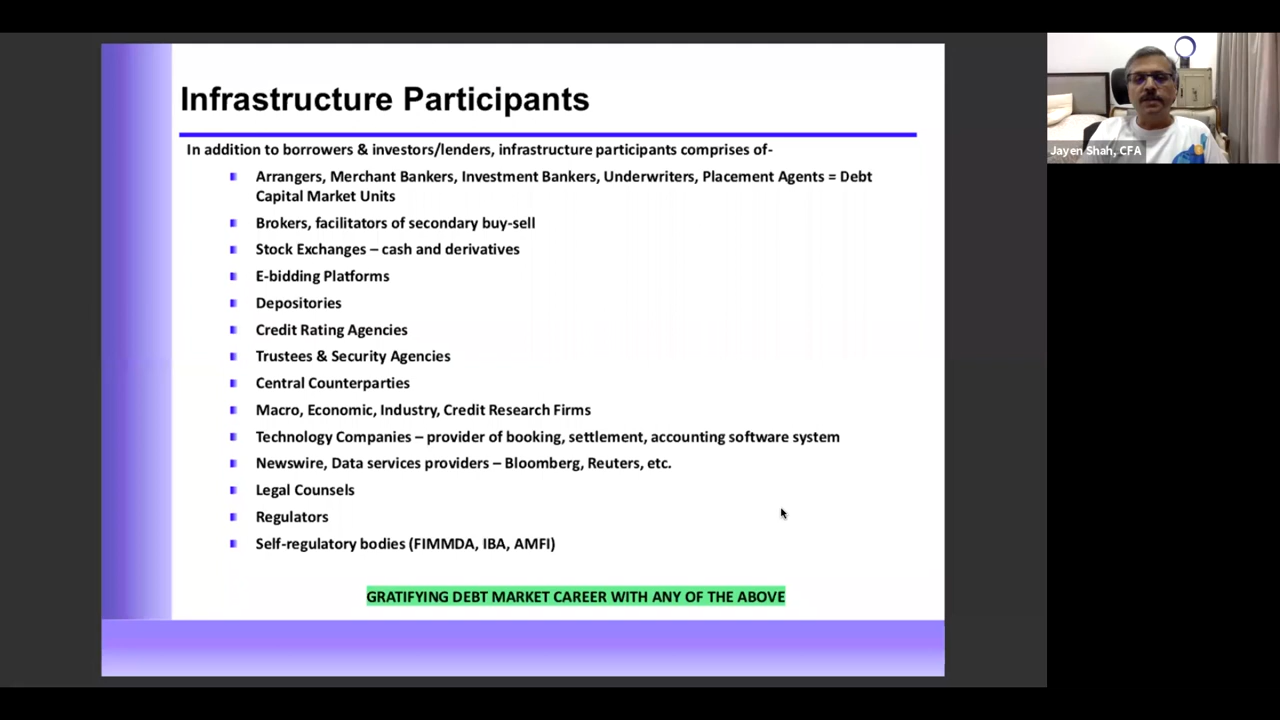 Infrastructure Participants
In addition to borrowers & investors/lenders, infrastructure participants comprises of-
Arrangers, Merchant Bankers, Investment Bankers, Underwriters, Placement Agents = Debt
Capital Market Units
Brokers, facilitators of secondary buy-sell
Stock Exchanges – cash and derivatives
E-bidding Platforms
Depositories
Credit Rating Agencies
Trustees & Security Agencies
Central Counterparties
Macro, Economic, Industry, Credit Research Firms
Technology Companies – provider of booking, settlement, accounting software system
Newswire, Data services providers – Bloomberg, Reuters, etc.
Legal Counsels
Regulators
Self-regulatory bodies (FIMMDA, IBA, AMFI)
GRATIFYING DEBT MARKET CAREER WITH ANY OF THE ABOVE
Jayen Shah, CFA